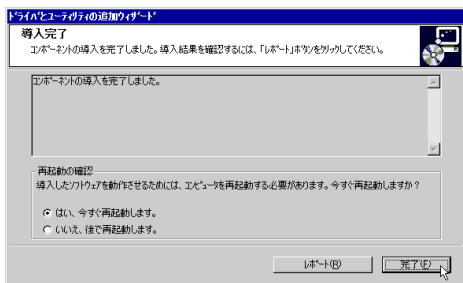 ﾄﾞﾗｲﾊﾞとﾕｰﾃｨﾘﾃｨの追加ｳｨｻﾞｰﾄﾞ
導入完了
ｺﾝﾎﾟｰﾈﾝﾄの導入を完了しました。導入結果を確認するには、「ﾚﾎﾟｰﾄ」ﾎﾞﾀﾝをｸﾘｯｸしてください。
ｺﾝﾎﾟｰﾈﾝﾄの導入を完了しました。
再起動の確認
導入したｿﾌﾄｳｪｱを動作させるためには、ｺﾝﾋﾟｭｰﾀを再起動する必要があります。今すぐ再起動しますか？
はい、今すぐ再起動します。
いいえ、後で再起動します。
ﾚﾎﾟｰﾄ(R)
完了(F)